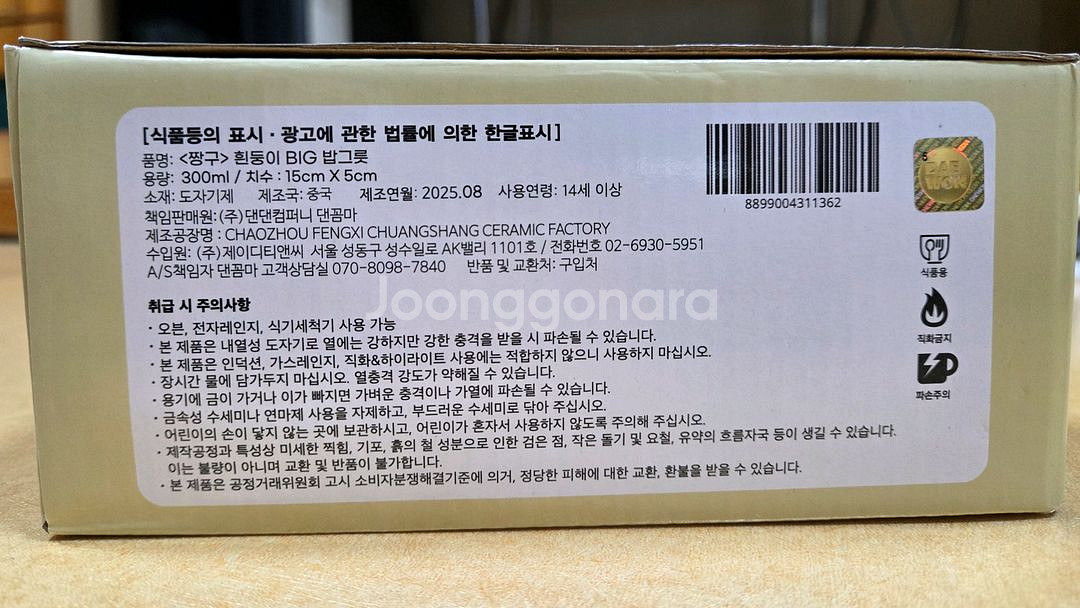 [식품등의 표시 · 광고에 관한 법률에 의한 한글표시]
품명: <짱구> 흰둥이 BIG 밥그릇
용량: 300ml / 치수 : 15cm X 5cm
소재: 도자기제 제조국: 중국 제조연월: 2025.08 사용연령: 14세 이상
책임판매원: (주) 댄댄컴퍼니 댄꼼마
제조공장명 : CHAOZHOU FENGXI CHUANGSHANG CERAMIC FACTORY
수입원: (주)제이디티앤씨 서울 성동구 성수일로 AK밸리 1101호 / 전화번호 02-6930-5951
A/S책임자 댄꼼마 고객상담실 070-8098-7840 반품 및 교환처: 구입처
취급 시 주의사항
· 오븐, 전자레인지, 식기세척기 사용 가능
· 본 제품은 내열성 도자기로 열에는 강하지만 강한 충격을 받을 시 파손될 수 있습니다.
· 본 제품은 인덕션, 가스레인지, 직화&하이라이트 사용에는 적합하지 않으니 사용하지 마십시오.
· 장시간 물에 담가두지 마십시오. 열충격 강도가 약해질 수 있습니다.
· 용기에 금이 가거나 이가 빠지면 가벼운 충격이나 가열에 파손될 수 있습니다.
· 금속성 수세미나 연마제 사용을 자제하고, 부드러운 수세미로 닦아 주십시오.
· 어린이의 손이 닿지 않는 곳에 보관하시고, 어린이가 혼자서 사용하지 않도록 주의해 주십시오.
· 제작공정과 특성상 미세한 찍힘, 기포, 흙의 철 성분으로 인한 검은 점, 작은 돌기 및 요철, 유약의 흐름자국 등이 생길 수 있습니다.
이는 불량이 아니며 교환 및 반품이 불가합니다.
· 본 제품은 공정거래위원회 고시 소비자분쟁해결기준에 의거, 정당한 피해에 대한 교환, 환불을 받을 수 있습니다.
8899004311362
DAE
WON
식품용
직화금지
파손주의
Joonggonara